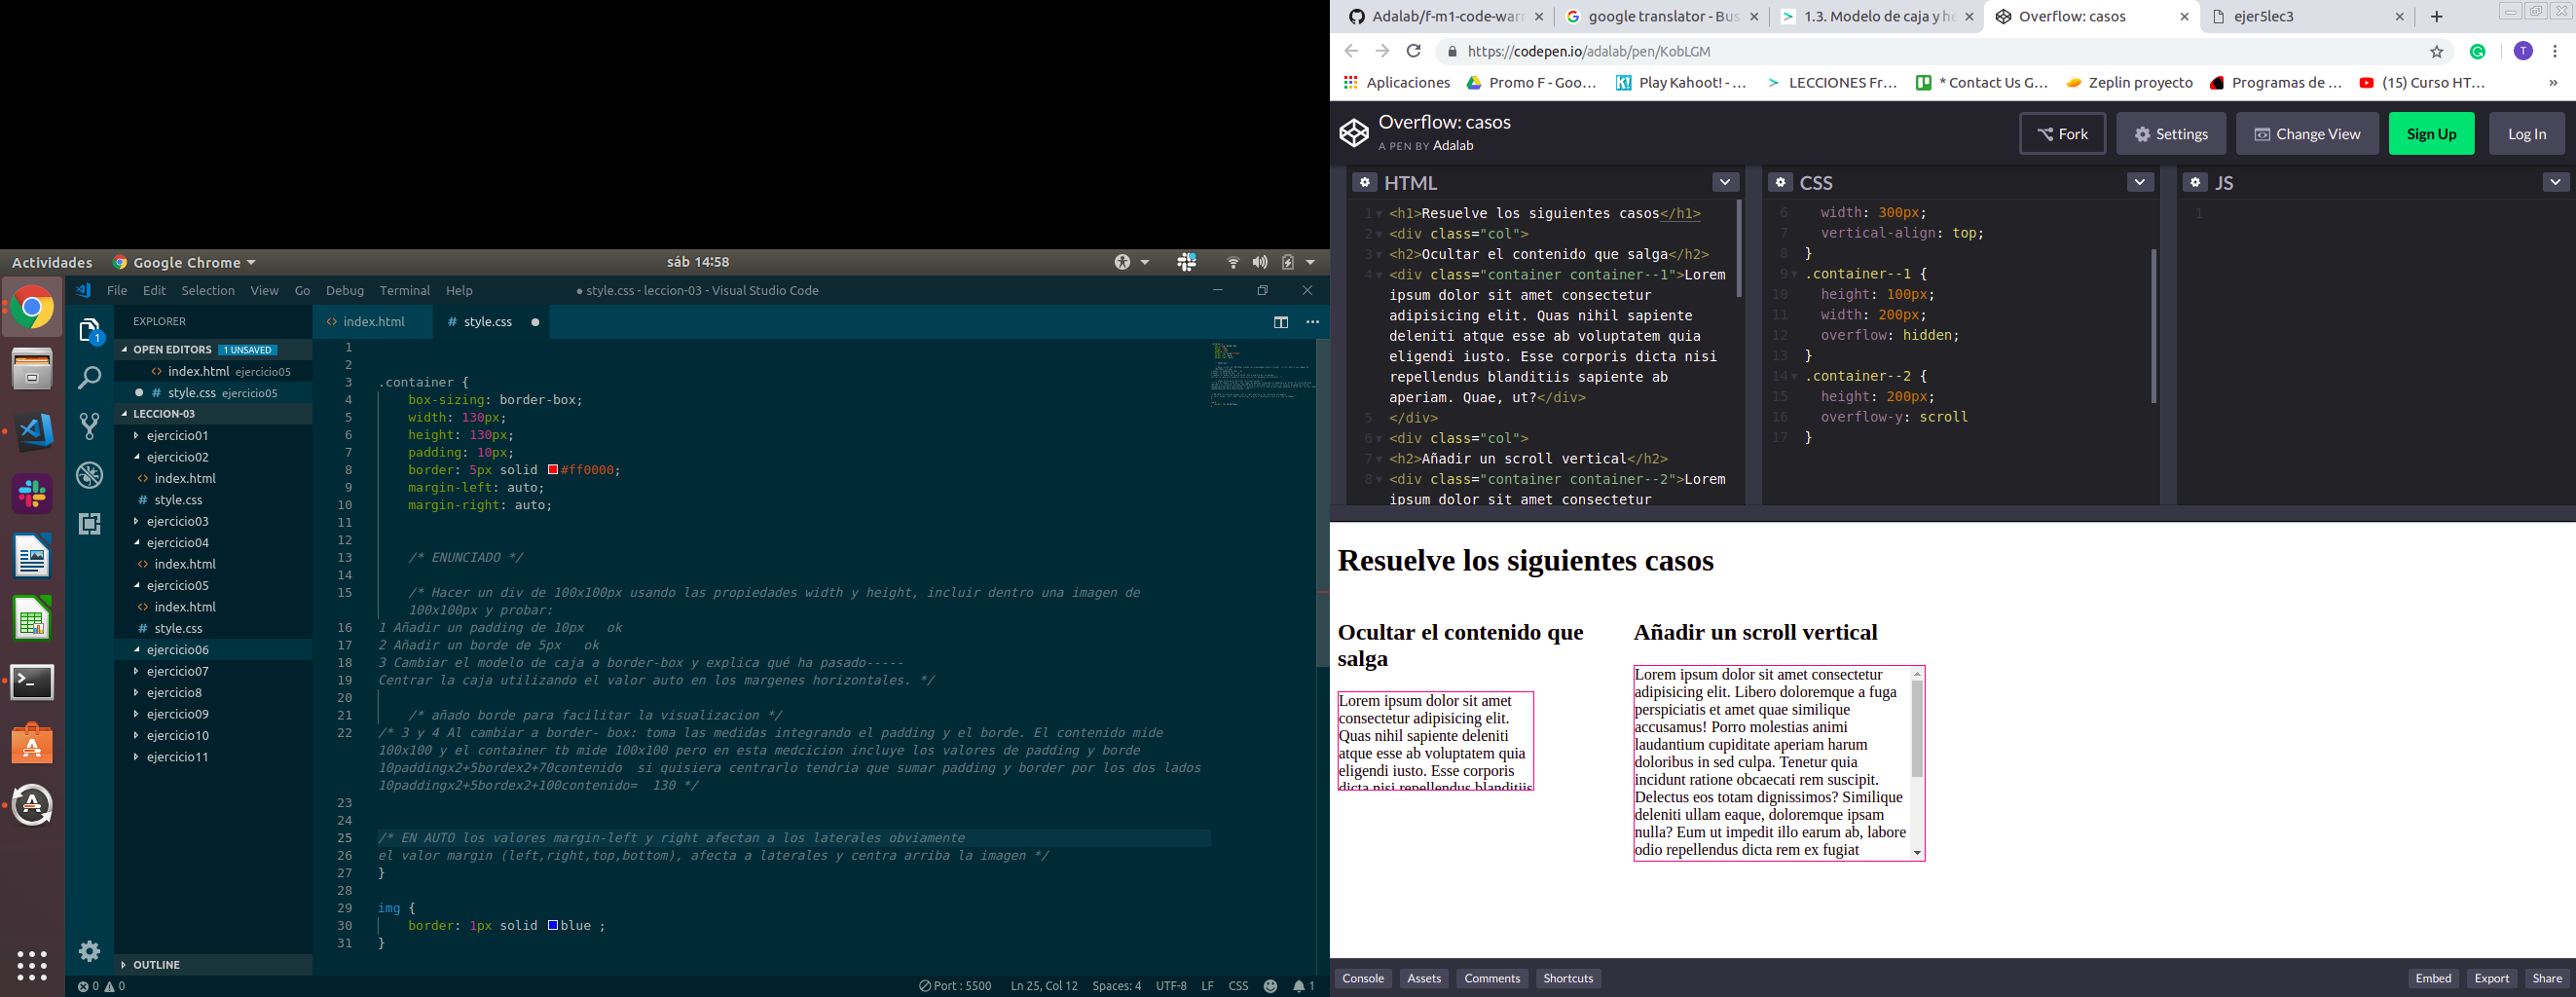 Actividades
Google Chrome
sáb 14:58
File Edit Selection View Go Debug Terminal Help
● style.css - leccion-03 - Visual Studio Code
EXPLORER
OPEN EDITORS 1 UNSAVED
index.html ejercicio05
style.css ejercicio05
LECCION-03
ejercicio01
ejercicio02
index.html
style.css
ejercicio03
ejercicio04
index.html
ejercicio05
index.html
style.css
ejercicio06
ejercicio07
ejercicio8
ejercicio09
ejercicio10
ejercicio11
OUTLINE
index.html
style.css
1
2
3 .container {
4 box-sizing: border-box;
5 width: 130px;
6 height: 130px;
7 padding: 10px;
8 border: 5px solid #ff0000;
9 margin-left: auto;
10 margin-right: auto;
11
12
13 /* ENUNCIADO */
14
15 /* Hacer un div de 100x100px usando las propiedades width y height, incluir dentro una imagen de
100x100px y probar:
16 1 Añadir un padding de 10px ok
17 2 Añadir un borde de 5px ok
18 3 Cambiar el modelo de caja a border-box y explica qué ha pasado-----
19 Centrar la caja utilizando el valor auto en los margenes horizontales. */
20
21 /* añado borde para facilitar la visualizacion */
22 /* 3 y 4 Al cambiar a border- box: toma las medidas integrando el padding y el borde. El contenido mide
100x100 y el container tb mide 100x100 pero en esta medcicion incluye los valores de padding y borde
10paddingx2+5bordex2+70contenido si quisiera centrarlo tendria que sumar padding y border por los dos lados
10paddingx2+5bordex2+100contenido= 130 */
23
24
25 /* EN AUTO los valores margin-left y right afectan a los laterales obviamente
26 el valor margin (left,right,top,bottom), afecta a laterales y centra arriba la imagen */
27 }
28
29 img {
30 border: 1px solid blue ;
31 }
0 0
Port : 5500 Ln 25, Col 12 Spaces: 4 UTF-8 LF CSS 1
Adalab/f-m1-code-warr
google translator - Bus
1.3. Modelo de caja y he
Overflow: casos
ejer5lec3
https://codepen.io/adalab/pen/KobLGM
T
Aplicaciones
Promo F - Goo…
Play Kahoot! - …
LECCIONES Fr…
* Contact Us G…
Zeplin proyecto
Programas de …
(15) Curso HT…
»
Overflow: casos
A PEN BY Adalab
Fork
Settings
Change View
Sign Up
Log In
HTML
1 <h1>Resuelve los siguientes casos</h1>
2 <div class="col">
3 <h2>Ocultar el contenido que salga</h2>
4 <div class="container container--1">Lorem
ipsum dolor sit amet consectetur
adipisicing elit. Quas nihil sapiente
deleniti atque esse ab voluptatem quia
eligendi iusto. Esse corporis dicta nisi
repellendus blanditiis sapiente ab
aperiam. Quae, ut?</div>
5 </div>
6 <div class="col">
7 <h2>Añadir un scroll vertical</h2>
8 <div class="container container--2">Lorem
ipsum dolor sit amet consectetur
CSS
6 width: 300px;
7 vertical-align: top;
8 }
9 .container--1 {
10 height: 100px;
11 width: 200px;
12 overflow: hidden;
13 }
14 .container--2 {
15 height: 200px;
16 overflow-y: scroll
17 }
JS
1
Resuelve los siguientes casos
Ocultar el contenido que
salga
Lorem ipsum dolor sit amet
consectetur adipisicing elit.
Quas nihil sapiente deleniti
atque esse ab voluptatem quia
eligendi iusto. Esse corporis
dicta nisi repellendus blanditiis
Añadir un scroll vertical
Lorem ipsum dolor sit amet consectetur
adipisicing elit. Libero doloremque a fuga
perspiciatis et amet quae similique
accusamus! Porro molestias animi
laudantium cupiditate aperiam harum
doloribus in sed culpa. Tenetur quia
incidunt ratione obcaecati rem suscipit.
Delectus eos totam dignissimos? Similique
deleniti ullam eaque, doloremque ipsam
nulla? Eum ut impedit illo earum ab, labore
odio repellendus dicta rem ex fugiat
Console Assets Comments Shortcuts
Embed Export Share